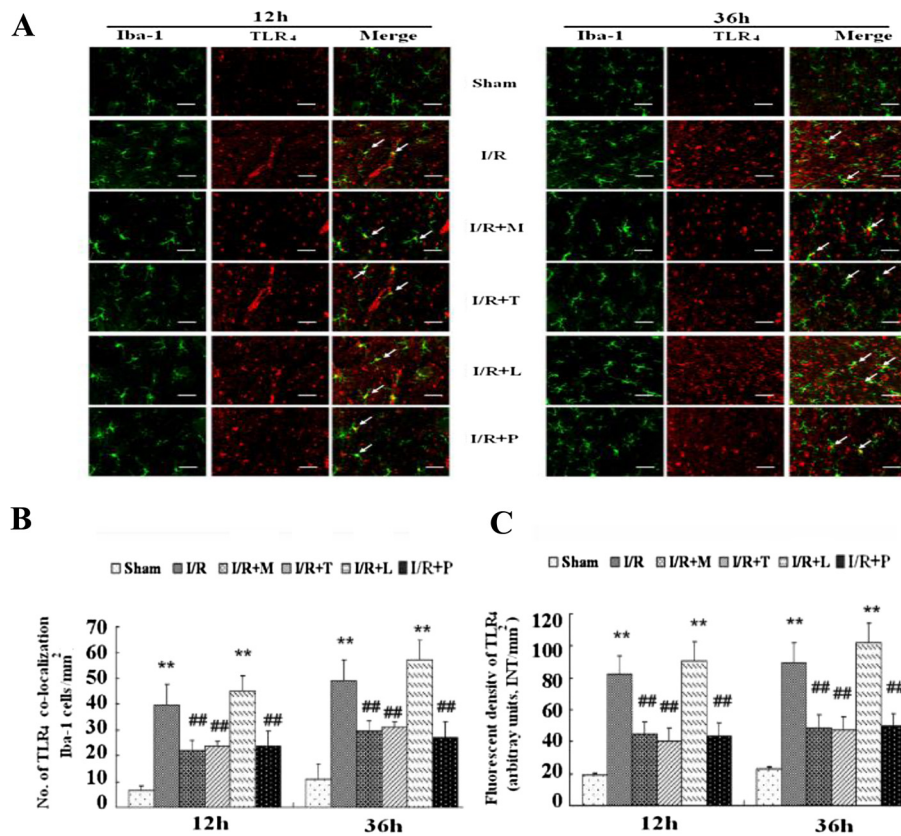 A
12h
Iba-1 TLR4 Merge
36h
Iba-1 TLR4 Merge
Sham
I/R
I/R+M
I/R+T
I/R+L
I/R+P
B
Sham I/R I/R+M I/R+T I/R+L I/R+P
No. of TLR4 co-localization
Iba-1 cells/mm²
70
60
50
40
30
20
10
0
** ## ## ** ##
** ## ## ** ##
12h 36h
C
Sham I/R I/R+M I/R+T I/R+L I/R+P
Fluorescent density of TLR4
(arbitray units, INT/mm²)
120
100
80
60
40
20
0
** ## ## ** ##
** ## ## ** ##
12h 36h